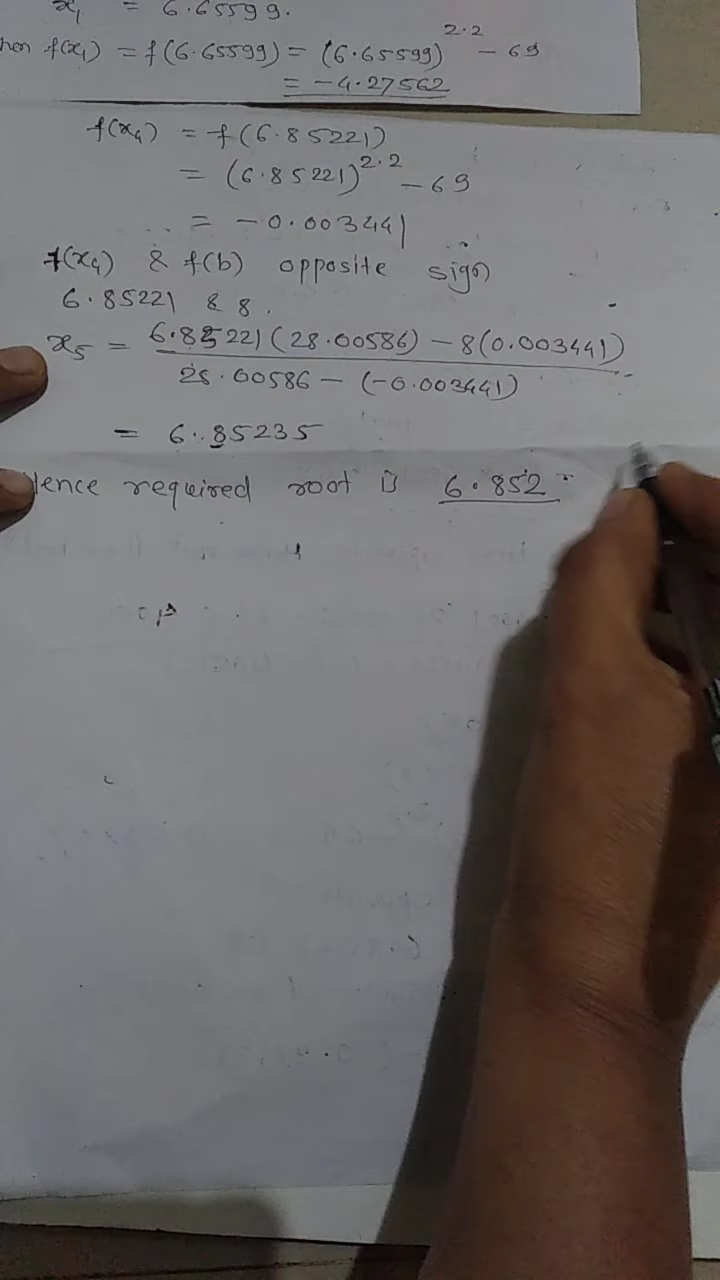 x₁ = 6.65599.
hen f(x₁) = f(6.65599) = (6.65599)^2.2 - 69
= -4.27562
f(x₄) = f(6.85221)
= (6.85221)^2.2 - 69
= -0.003441
f(x₄) & f(b) opposite sign
6.85221 & 8.
x₅ = 6.85221(28.00586) - 8(0.003441) / 28.00586 - (-0.003441)
= 6.85235
Hence required root is 6.852